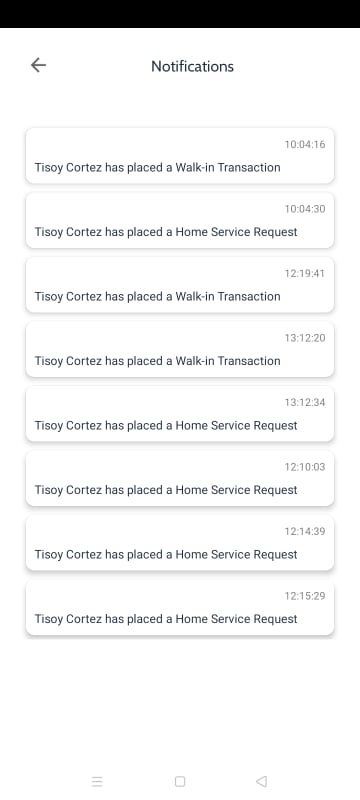 Notifications
10:04:16
Tisoy Cortez has placed a Walk-in Transaction
10:04:30
Tisoy Cortez has placed a Home Service Request
12:19:41
Tisoy Cortez has placed a Walk-in Transaction
13:12:20
Tisoy Cortez has placed a Walk-in Transaction
13:12:34
Tisoy Cortez has placed a Home Service Request
12:10:03
Tisoy Cortez has placed a Home Service Request
12:14:39
Tisoy Cortez has placed a Home Service Request
12:15:29
Tisoy Cortez has placed a Home Service Request